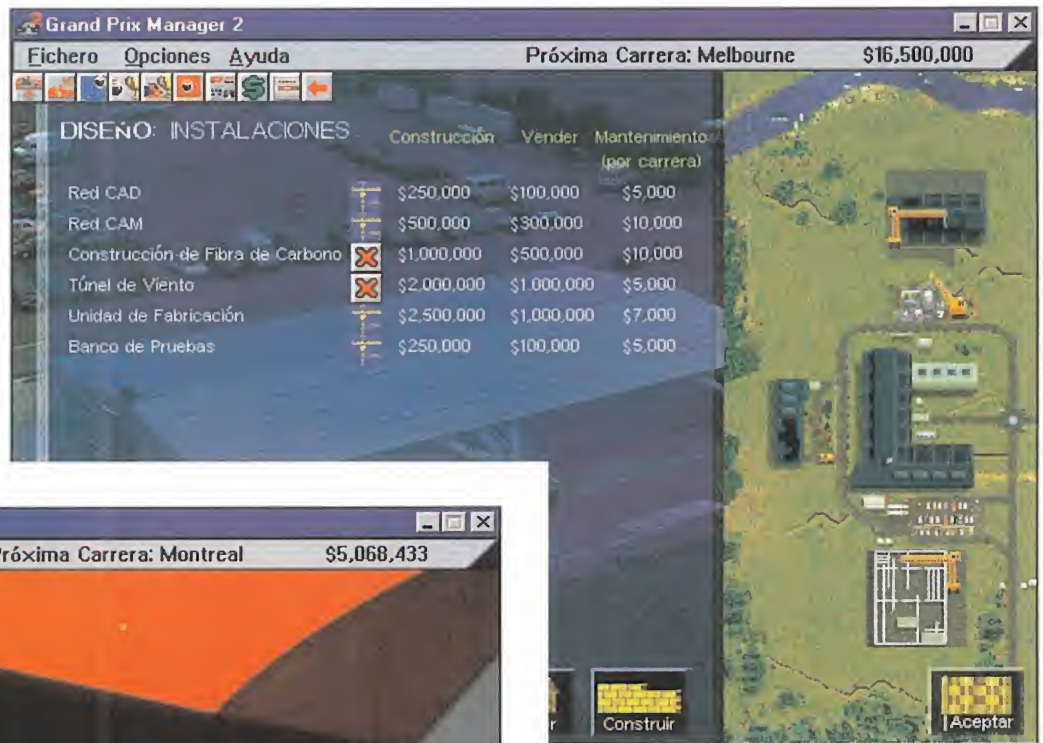 Grand Prix Manager 2
Fichero Opciones Ayuda Próxima Carrera: Melbourne $16,500,000
DISEÑO: INSTALACIONES Construcción Vender Mantenimiento
(por carrera)
Red CAD $250,000 $100,000 $5,000
Red CAM $500,000 $300,000 $10,000
Construcción de Fibra de Carbono $1,000,000 $500,000 $10,000
Túnel de Viento $2,000,000 $1.000,000 $5,000
Unidad de Fabricación $2,500,000 $1,000,000 $7,000
Banco de Pruebas $250,000 $100,000 $5,000
Próxima Carrera: Montreal $5,068,433
Construir
Aceptar